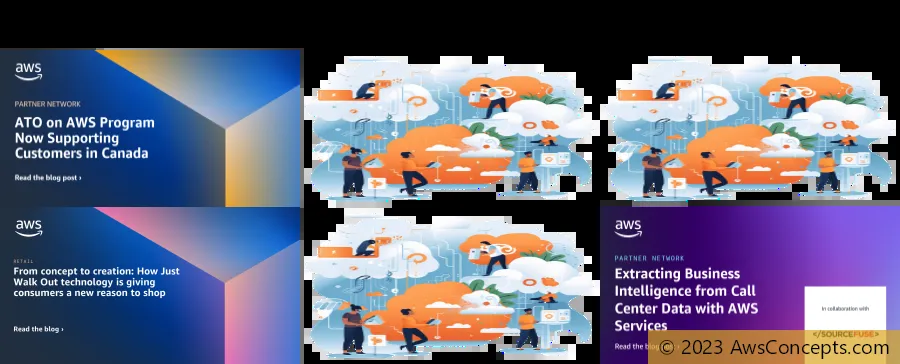 aws
PARTNER NETWORK
ATO on AWS Program
Now Supporting
Customers in Canada
Read the blog post ›
aws
RETAIL
From concept to creation: How Just
Walk Out technology is giving
consumers a new reason to shop
Read the blog ›
aws
PARTNER NETWORK
Extracting Business
Intelligence from Call
Center Data with AWS
Services
Read the blog
In collaboration with
</SOURCEFUSE>
© 2023 AwsConcepts.com